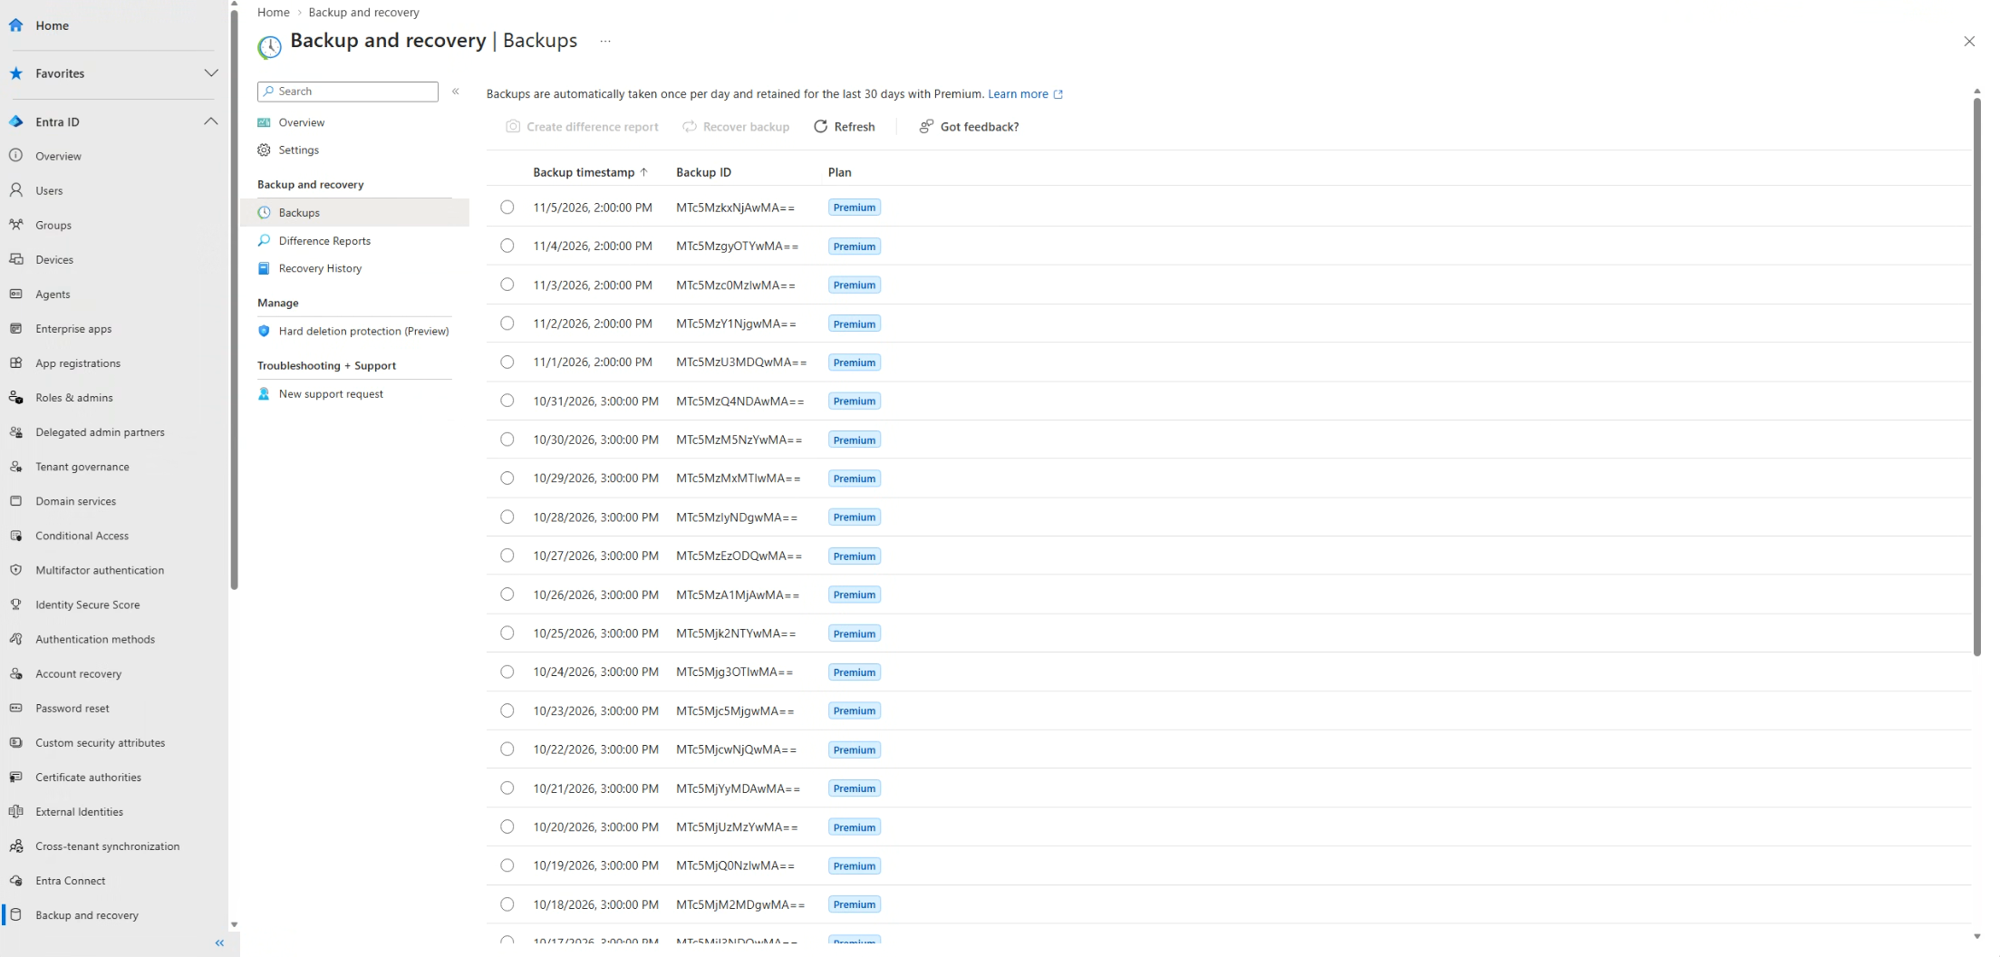 Home
Favorites
Entra ID
Overview
Users
Groups
Devices
Agents
Enterprise apps
App registrations
Roles & admins
Delegated admin partners
Tenant governance
Domain services
Conditional Access
Multifactor authentication
Identity Secure Score
Authentication methods
Account recovery
Password reset
Custom security attributes
Certificate authorities
External Identities
Cross-tenant synchronization
Entra Connect
Backup and recovery
Home > Backup and recovery
Backup and recovery | Backups ...
Search
Overview
Settings
Backup and recovery
Backups
Difference Reports
Recovery History
Manage
Hard deletion protection (Preview)
Troubleshooting + Support
New support request
Backups are automatically taken once per day and retained for the last 30 days with Premium. Learn more
Create difference report Recover backup Refresh Got feedback?
Backup timestamp ↑ Backup ID Plan
11/5/2026, 2:00:00 PM MTc5MzkxNjAwMA== Premium
11/4/2026, 2:00:00 PM MTc5MzgyOTYwMA== Premium
11/3/2026, 2:00:00 PM MTc5Mzc0MzIwMA== Premium
11/2/2026, 2:00:00 PM MTc5MzY1NjgwMA== Premium
11/1/2026, 2:00:00 PM MTc5MzU3MDQwMA== Premium
10/31/2026, 3:00:00 PM MTc5MzQ4NDAwMA== Premium
10/30/2026, 3:00:00 PM MTc5MzM5NzYwMA== Premium
10/29/2026, 3:00:00 PM MTc5MzMxMTIwMA== Premium
10/28/2026, 3:00:00 PM MTc5MzIyNDgwMA== Premium
10/27/2026, 3:00:00 PM MTc5MzEzODQwMA== Premium
10/26/2026, 3:00:00 PM MTc5MzA1MjAwMA== Premium
10/25/2026, 3:00:00 PM MTc5Mjk2NTYwMA== Premium
10/24/2026, 3:00:00 PM MTc5Mjg3OTIwMA== Premium
10/23/2026, 3:00:00 PM MTc5Mjc5MjgwMA== Premium
10/22/2026, 3:00:00 PM MTc5MjcwNjQwMA== Premium
10/21/2026, 3:00:00 PM MTc5MjYyMDAwMA== Premium
10/20/2026, 3:00:00 PM MTc5MjUzMzYwMA== Premium
10/19/2026, 3:00:00 PM MTc5MjQ0NzIwMA== Premium
10/18/2026, 3:00:00 PM MTc5MjM2MDgwMA== Premium
10/17/2026, 3:00:00 PM MTc5MjI3NDQwMA== Premium